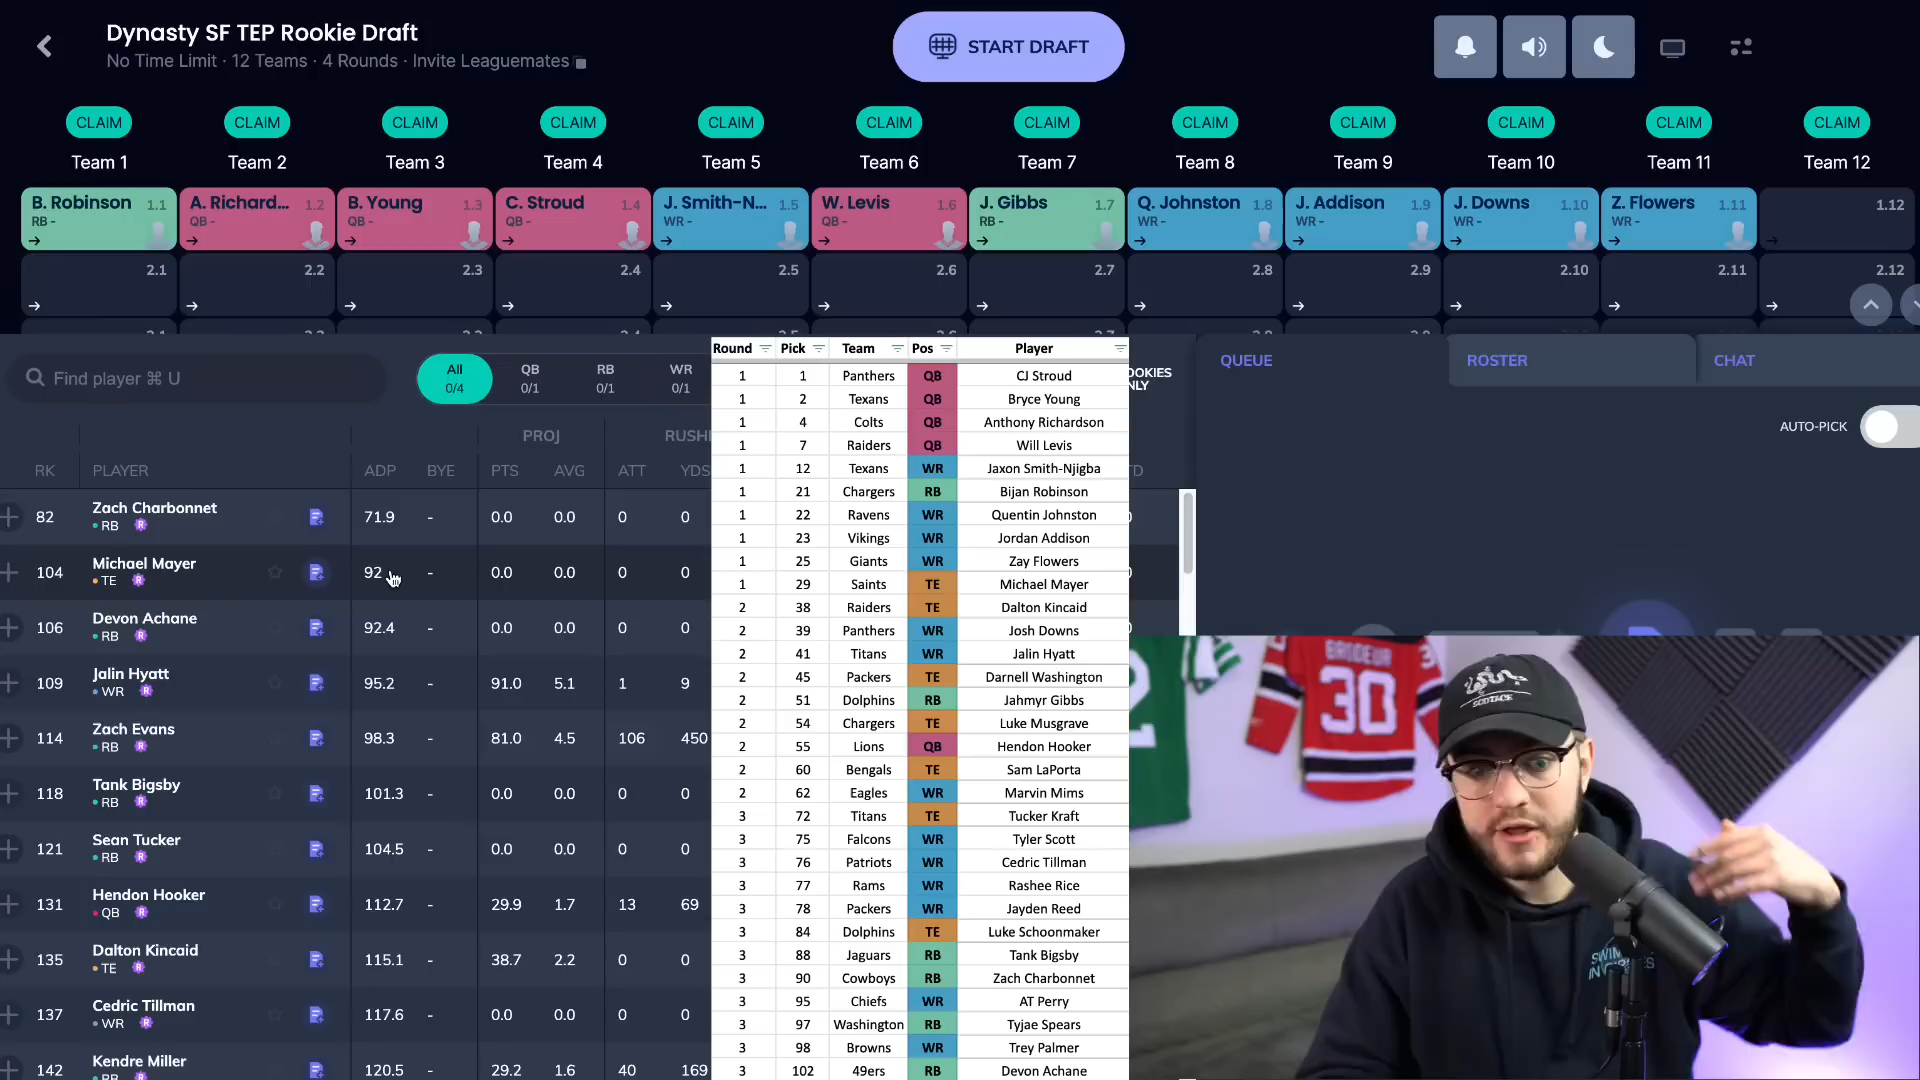 Dynasty SF TEP Rookie Draft
No Time Limit · 12 Teams · 4 Rounds · Invite Leaguemates
START DRAFT
CLAIM CLAIM CLAIM CLAIM CLAIM CLAIM CLAIM CLAIM CLAIM CLAIM CLAIM CLAIM
Team 1 Team 2 Team 3 Team 4 Team 5 Team 6 Team 7 Team 8 Team 9 Team 10 Team 11 Team 12
B. Robinson 1.1 A. Richard... 1.2 B. Young 1.3 C. Stroud 1.4 J. Smith-N... 1.5 W. Levis 1.6 J. Gibbs 1.7 Q. Johnston 1.8 J. Addison 1.9 J. Downs 1.10 Z. Flowers 1.11 1.12
RB - QB - QB - QB - WR - QB - RB - WR - WR - WR - WR -
2.1 2.2 2.3 2.4 2.5 2.6 2.7 2.8 2.9 2.10 2.11 2.12
Find player ⌘ U
All QB RB WR
0/4 0/1 0/1 0/1
PROJ RUSHI
RK PLAYER ADP BYE PTS AVG ATT YDS
82 Zach Charbonnet RB R 71.9 - 0.0 0.0 0 0
104 Michael Mayer TE R 92 - 0.0 0.0 0 0
106 Devon Achane RB R 92.4 - 0.0 0.0 0 0
109 Jalin Hyatt WR R 95.2 - 91.0 5.1 1 9
114 Zach Evans RB R 98.3 - 81.0 4.5 106 450
118 Tank Bigsby RB R 101.3 - 0.0 0.0 0 0
121 Sean Tucker RB R 104.5 - 0.0 0.0 0 0
131 Hendon Hooker QB R 112.7 - 29.9 1.7 13 69
135 Dalton Kincaid TE R 115.1 - 38.7 2.2 0 0
137 Cedric Tillman WR R 117.6 - 0.0 0.0 0 0
142 Kendre Miller RB 120.5 - 29.2 1.6 40 169
Round Pick Team Pos Player
1 1 Panthers QB CJ Stroud
1 2 Texans QB Bryce Young
1 4 Colts QB Anthony Richardson
1 7 Raiders QB Will Levis
1 12 Texans WR Jaxon Smith-Njigba
1 21 Chargers RB Bijan Robinson
1 22 Ravens WR Quentin Johnston
1 23 Vikings WR Jordan Addison
1 25 Giants WR Zay Flowers
1 29 Saints TE Michael Mayer
2 38 Raiders TE Dalton Kincaid
2 39 Panthers WR Josh Downs
2 41 Titans WR Jalin Hyatt
2 45 Packers TE Darnell Washington
2 51 Dolphins RB Jahmyr Gibbs
2 54 Chargers TE Luke Musgrave
2 55 Lions QB Hendon Hooker
2 60 Bengals TE Sam LaPorta
2 62 Eagles WR Marvin Mims
3 72 Titans TE Tucker Kraft
3 75 Falcons WR Tyler Scott
3 76 Patriots WR Cedric Tillman
3 77 Rams WR Rashee Rice
3 78 Packers WR Jayden Reed
3 84 Dolphins TE Luke Schoonmaker
3 88 Jaguars RB Tank Bigsby
3 90 Cowboys RB Zach Charbonnet
3 95 Chiefs WR AT Perry
3 97 Washington RB Tyjae Spears
3 98 Browns WR Trey Palmer
3 102 49ers RB Devon Achane
OOKIES
NLY
TD
QUEUE ROSTER CHAT
AUTO-PICK
BRODEUR
30